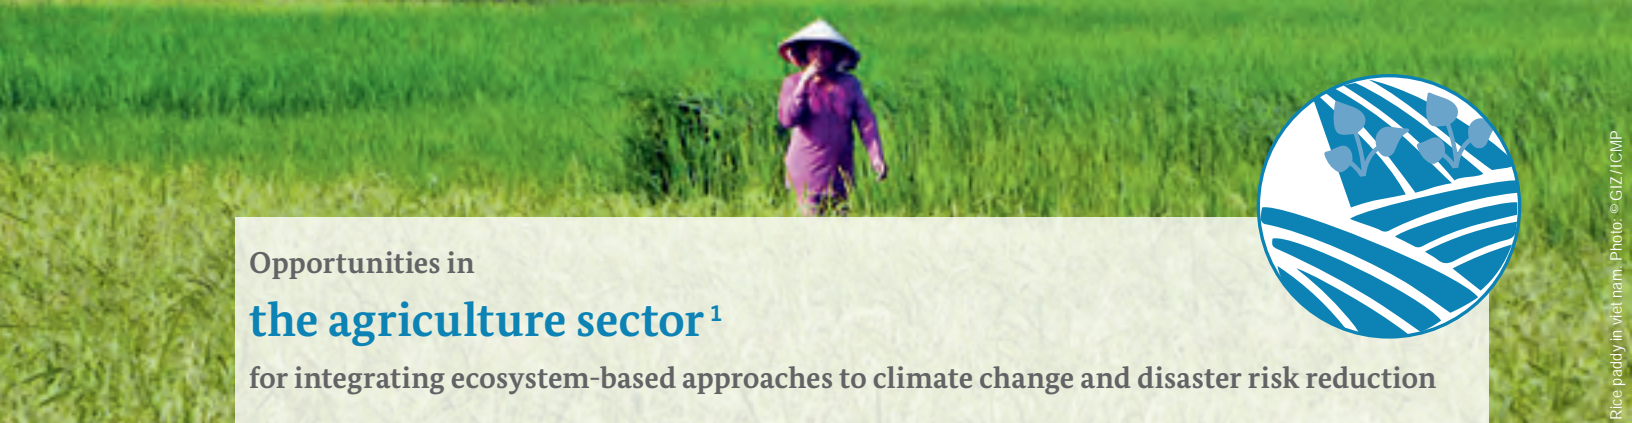 Opportunities in
the agriculture sector ¹
for integrating ecosystem-based approaches to climate change and disaster risk reduction
Rice paddy in viet nam. Photo: © GIZ / ICMP